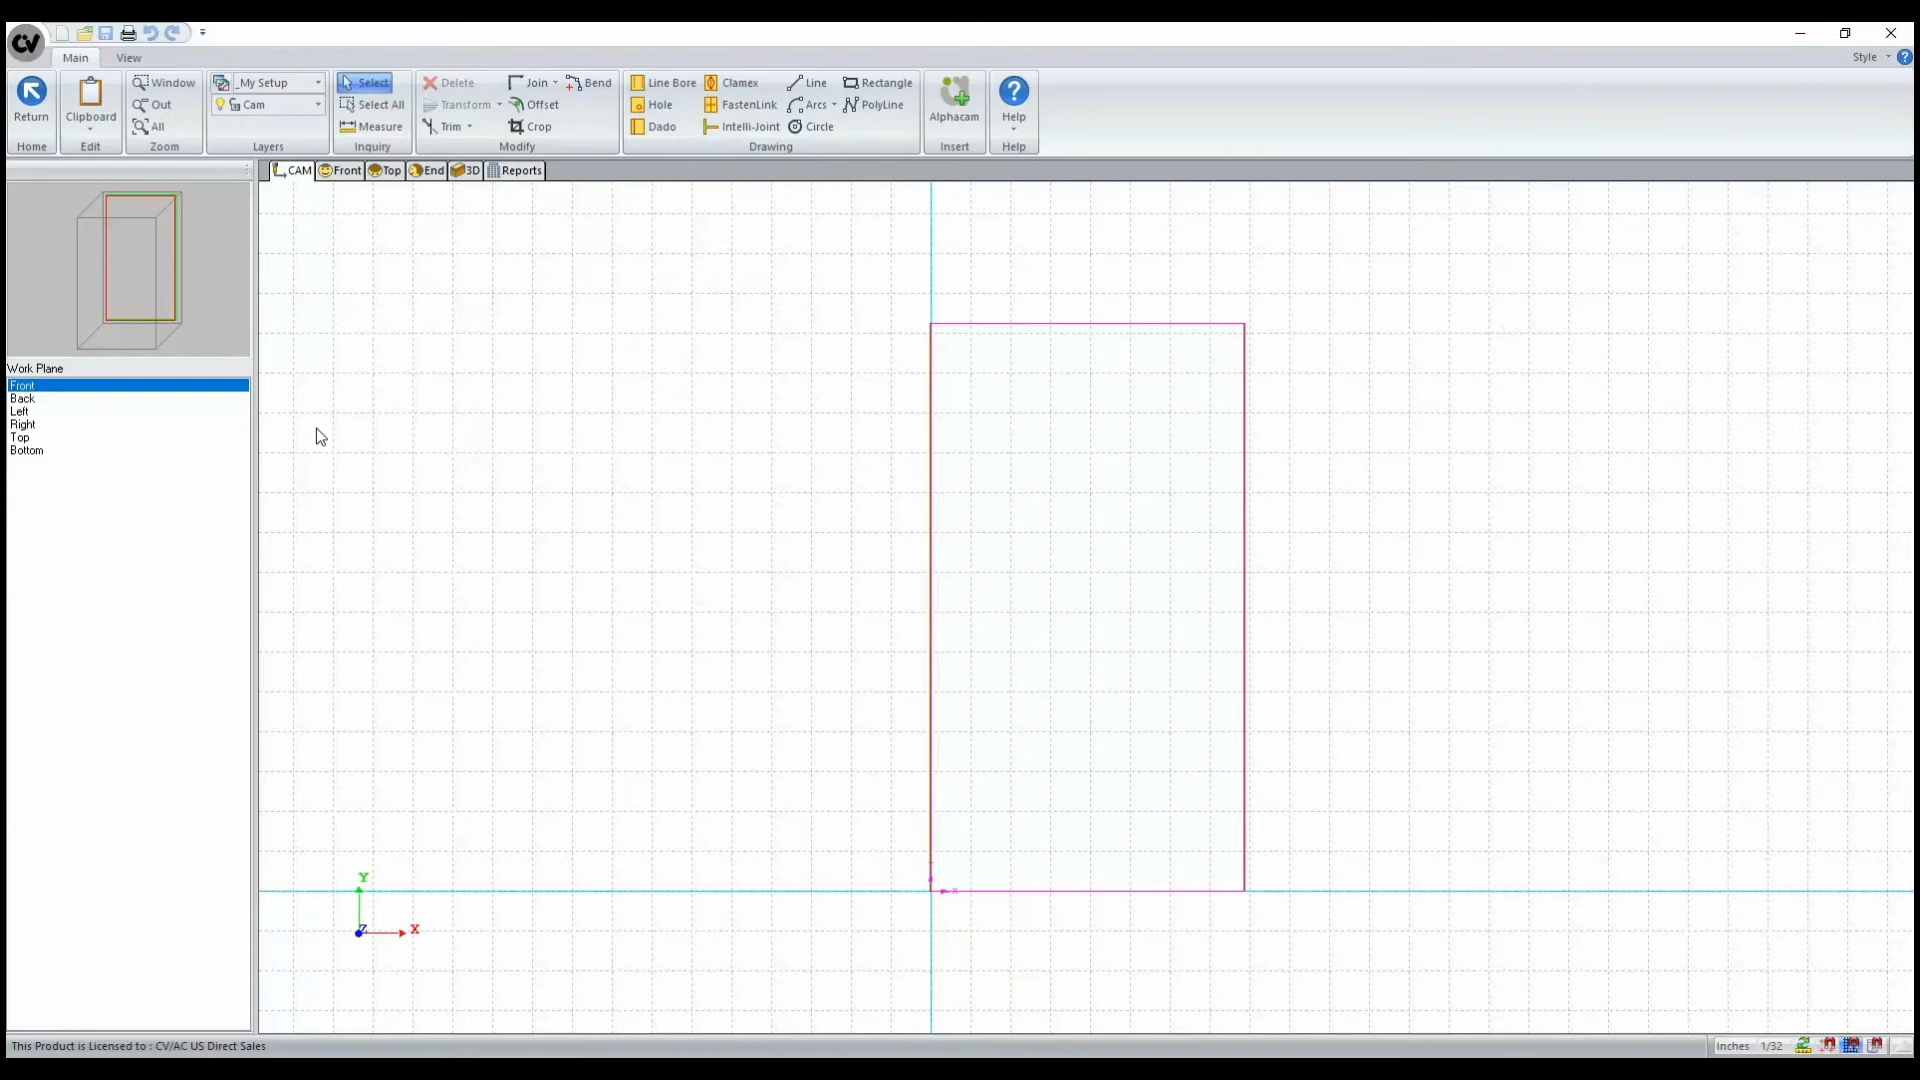 CV
Main View Style
Return
Home
Clipboard
Edit
Window
Out
All
Zoom
_My Setup
Cam
Layers
Select
Select All
Measure
Inquiry
Delete Join Bend
Transform Offset
Trim Crop
Modify
Line Bore Clamex Line Rectangle
Hole FastenLink Arcs PolyLine
Dado Intelli-Joint Circle
Drawing
Alphacam
Insert
Help
Help
CAM Front Top End 3D Reports
Work Plane
Front
Back
Left
Right
Top
Bottom
X
Y
Z X
This Product is Licensed to : CV/AC US Direct Sales
Inches 1/32